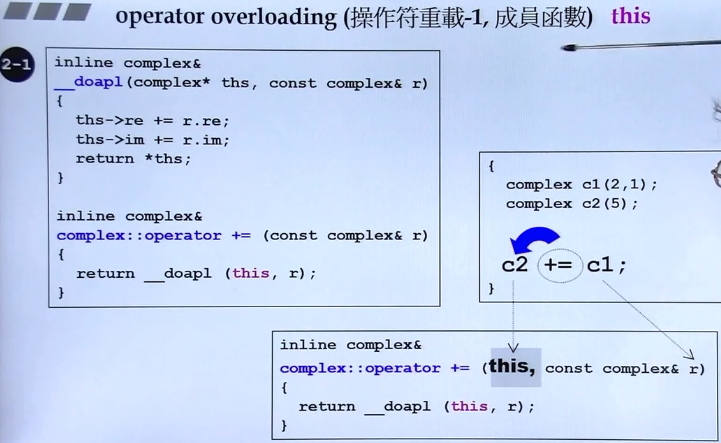 operator overloading (操作符重載-1, 成員函數) this
2-1
inline complex&
__doapl(complex* ths, const complex& r)
{
ths->re += r.re;
ths->im += r.im;
return *ths;
}
inline complex&
complex::operator += (const complex& r)
{
return __doapl (this, r);
}
{
complex c1(2,1);
complex c2(5);
c2 += c1;
}
inline complex&
complex::operator += (this, const complex& r)
{
return __doapl (this, r);
}